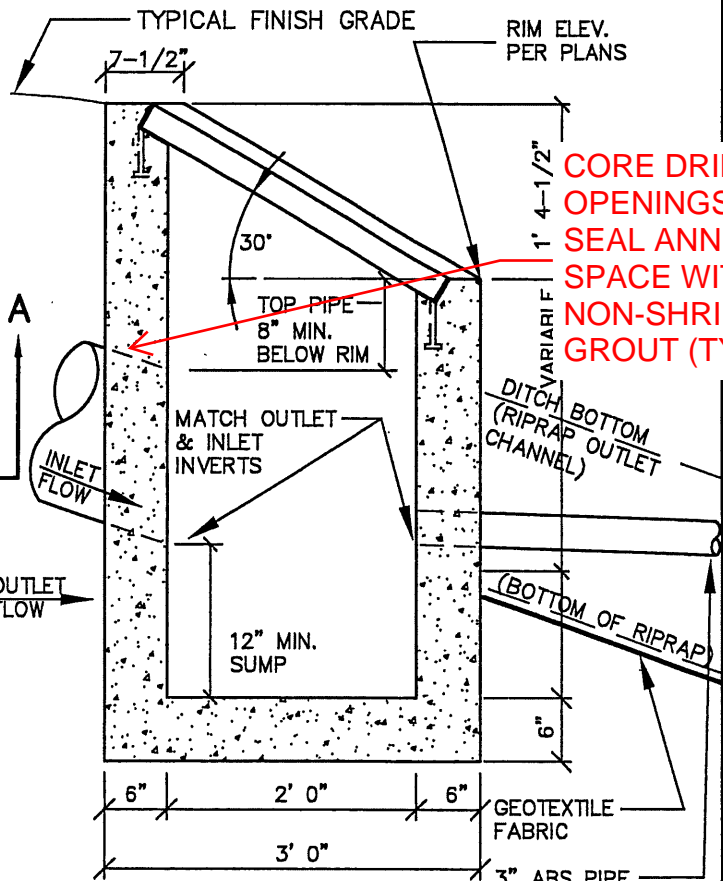 TYPICAL FINISH GRADE
RIM ELEV.
PER PLANS
7-1/2"
1' 4-1/2"
CORE DRI
OPENINGS
SEAL ANN
SPACE WIT
NON-SHRI
GROUT (TY
30°
A
TOP PIPE
8" MIN.
BELOW RIM
VARIABLE
MATCH OUTLET
& INLET
INVERTS
DITCH BOTTOM
(RIPRAP OUTLET
CHANNEL)
INLET
FLOW
OUTLET
FLOW
(BOTTOM OF RIPRAP)
12" MIN.
SUMP
6"
6"
2' 0"
6"
3' 0"
GEOTEXTILE
FABRIC
3" ABS PIPE